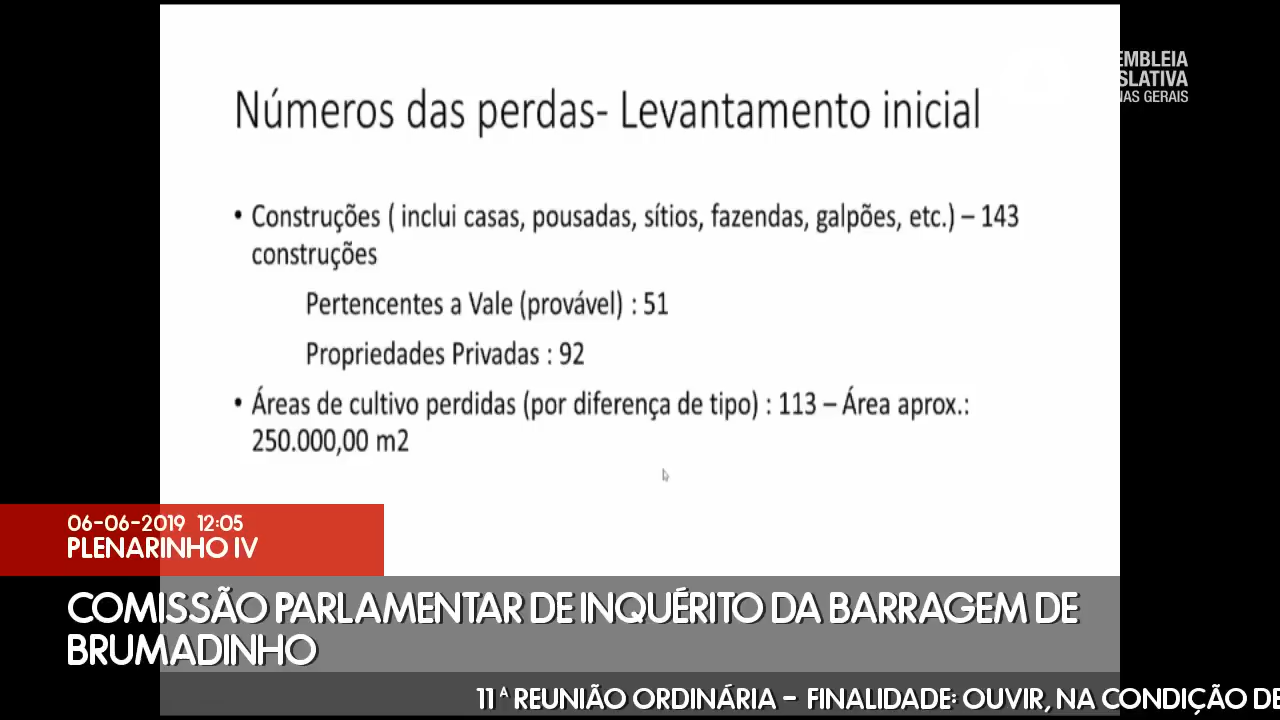 EMBLEIA
SLATIVA
NAS GERAIS
Números das perdas- Levantamento inicial
• Construções ( inclui casas, pousadas, sítios, fazendas, galpões, etc.) – 143
construções
Pertencentes a Vale (provável) : 51
Propriedades Privadas : 92
• Áreas de cultivo perdidas (por diferença de tipo) : 113 – Área aprox.:
250.000,00 m2
06-06-2019 12:05
PLENARINHO IV
COMISSÃO PARLAMENTAR DE INQUÉRITO DA BARRAGEM DE
BRUMADINHO
11ª REUNIÃO ORDINÁRIA - FINALIDADE: OUVIR, NA CONDIÇÃO DE